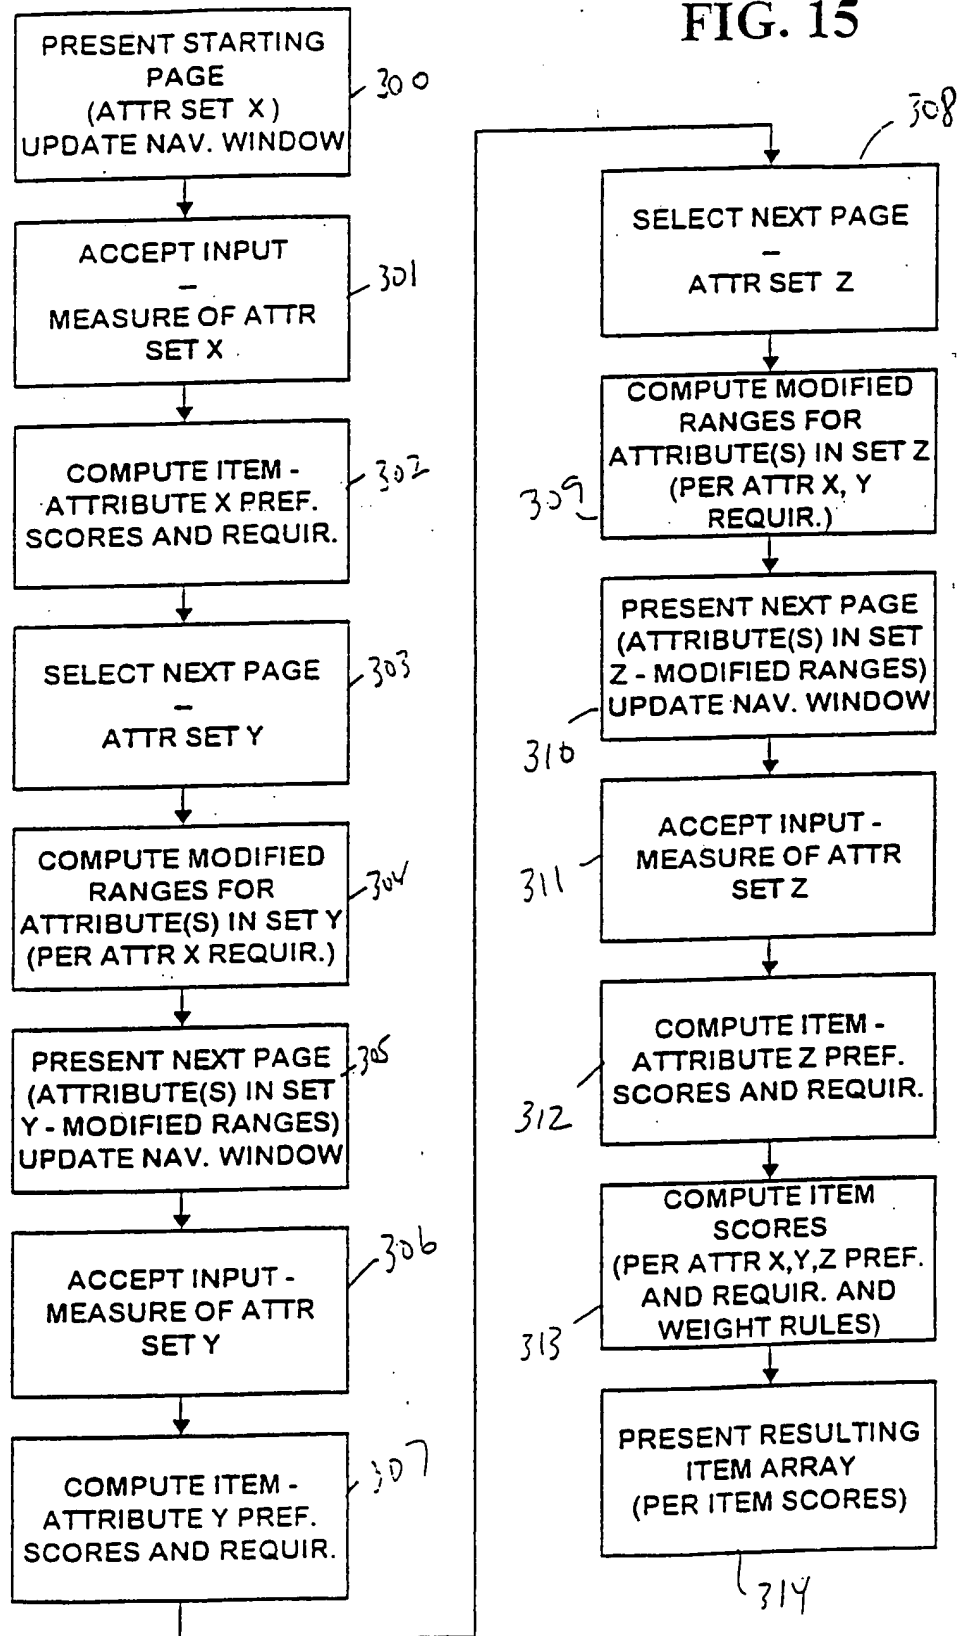 FIG. 15
PRESENT STARTING
PAGE
(ATTR SET X)
UPDATE NAV. WINDOW
300
ACCEPT INPUT
–
MEASURE OF ATTR
SET X
301
COMPUTE ITEM -
ATTRIBUTE X PREF.
SCORES AND REQUIR.
302
SELECT NEXT PAGE
–
ATTR SET Y
303
COMPUTE MODIFIED
RANGES FOR
ATTRIBUTE(S) IN SET Y
(PER ATTR X REQUIR.)
304
PRESENT NEXT PAGE
(ATTRIBUTE(S) IN SET
Y - MODIFIED RANGES)
UPDATE NAV. WINDOW
305
ACCEPT INPUT -
MEASURE OF ATTR
SET Y
306
COMPUTE ITEM -
ATTRIBUTE Y PREF.
SCORES AND REQUIR.
307
308
SELECT NEXT PAGE
–
ATTR SET Z
COMPUTE MODIFIED
RANGES FOR
ATTRIBUTE(S) IN SET Z
(PER ATTR X, Y
REQUIR.)
309
PRESENT NEXT PAGE
(ATTRIBUTE(S) IN SET
Z - MODIFIED RANGES)
UPDATE NAV. WINDOW
310
ACCEPT INPUT -
MEASURE OF ATTR
SET Z
311
COMPUTE ITEM -
ATTRIBUTE Z PREF.
SCORES AND REQUIR.
312
COMPUTE ITEM
SCORES
(PER ATTR X,Y,Z PREF.
AND REQUIR. AND
WEIGHT RULES)
313
PRESENT RESULTING
ITEM ARRAY
(PER ITEM SCORES)
314